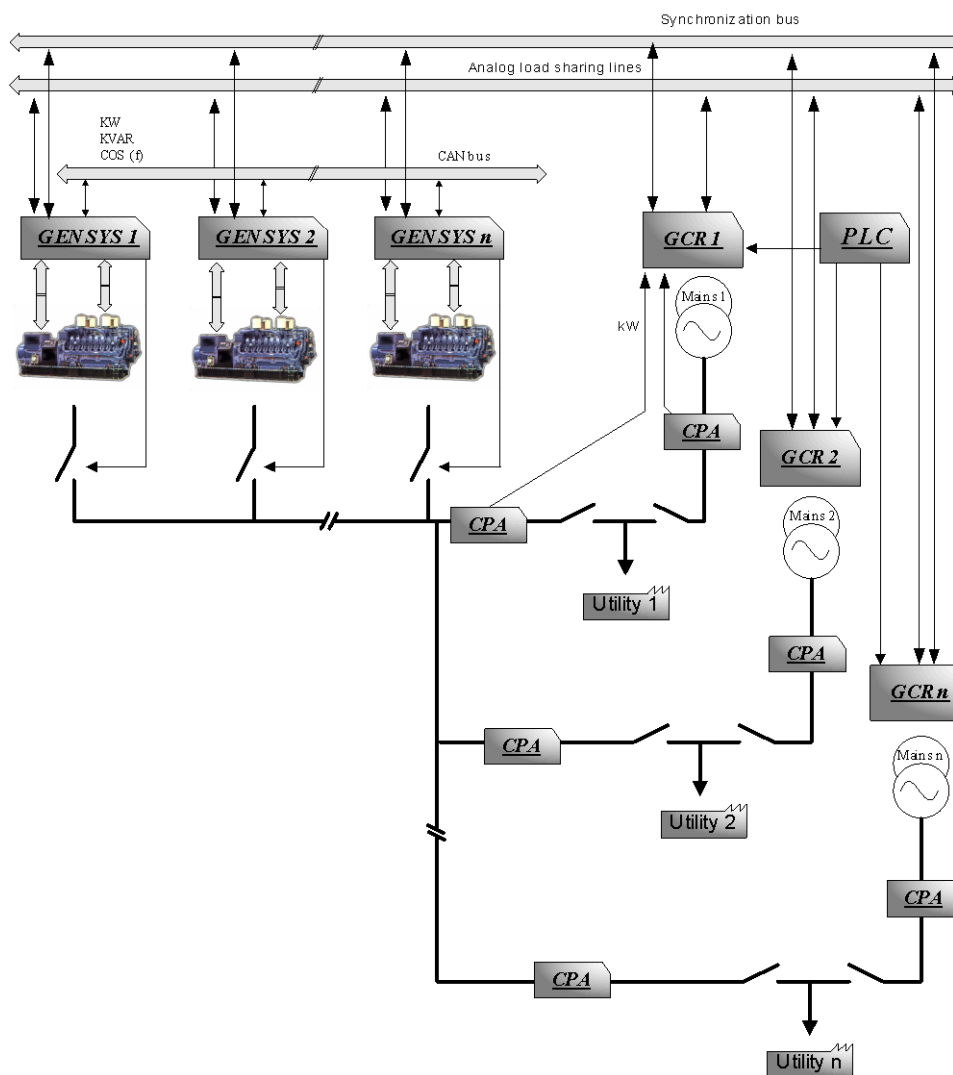 Synchronization bus
Analog load sharing lines
KW
KVAR
COS (f)
CAN bus
GENSYS 1
GENSYS 2
GENSYS n
GCR 1
PLC
Mains 1
kW
CPA
GCR 2
CPA
Mains 2
Utility 1
CPA
GCR n
CPA
Mains n
Utility 2
CPA
CPA
Utility n